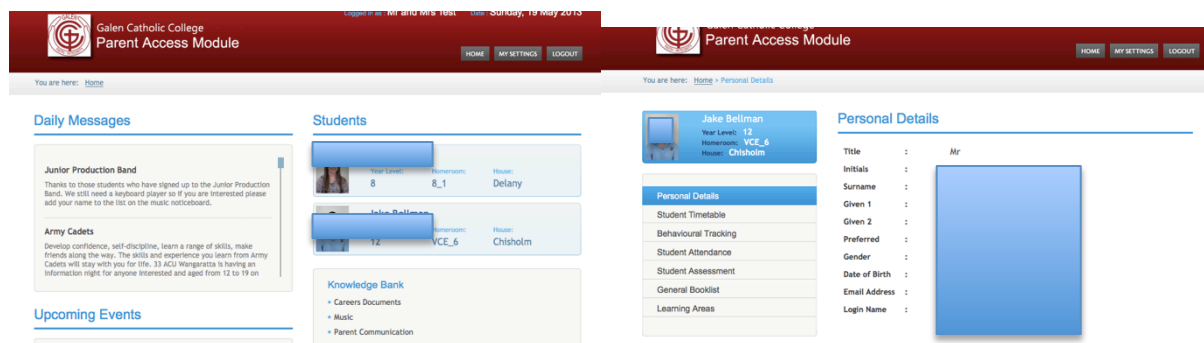 Logged in as : Mr and Mrs Test Date : Sunday, 19 May 2013
Galen Catholic College
Parent Access Module
HOME MY SETTINGS LOGOUT
You are here: Home
Daily Messages
Junior Production Band
Thanks to those students who have signed up to the Junior Production
Band. We still need a keyboard player so if you are interested please
add your name to the list on the music noticeboard.
Army Cadets
Develop confidence, self-discipline, learn a range of skills, make
friends along the way. The skills and experience you learn from Army
Cadets will stay with you for life. 33 ACU Wangaratta is having an
information night for anyone interested and aged from 12 to 19 on
Upcoming Events
Students
Year Level: Homeroom: House:
8 8_1 Delany
Jake Bellman
Homeroom: House:
12 VCE_6 Chisholm
Knowledge Bank
Careers Documents
Music
Parent Communication
Galen Catholic College
Parent Access Module
HOME MY SETTINGS LOGOUT
You are here: Home > Personal Details
Jake Bellman
Year Level: 12
Homeroom: VCE_6
House: Chisholm
Personal Details
Student Timetable
Behavioural Tracking
Student Attendance
Student Assessment
General Booklist
Learning Areas
Personal Details
Title : Mr
Initials :
Surname :
Given 1 :
Given 2 :
Preferred :
Gender :
Date of Birth :
Email Address :
Login Name :